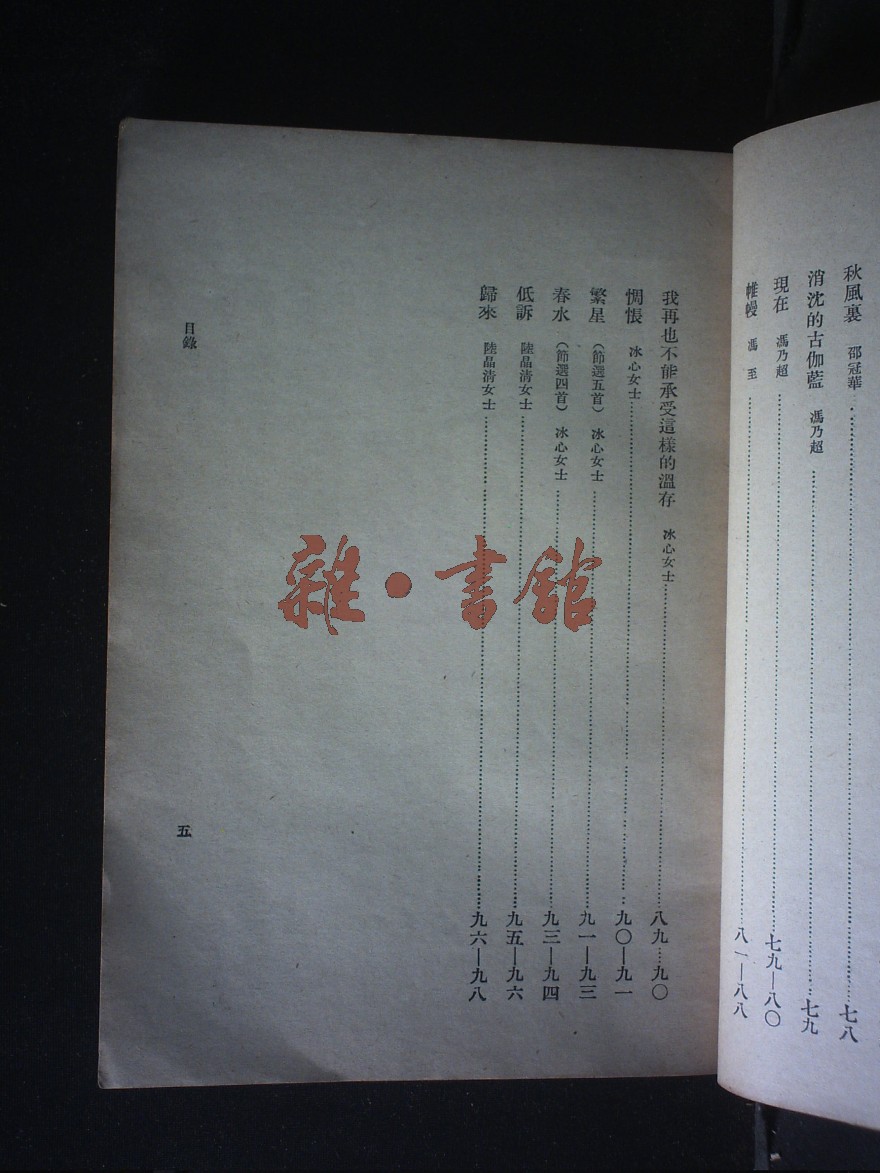 秋風裏 邵冠華……七八
消沈的古伽藍 馮乃超……七九
現在 馮乃超……七九—八〇
帷幔 馮至……八一—八八
我再也不能承受這樣的溫存 冰心女士……八九…九〇
惆悵 冰心女士……九〇—九一
繁星 (節選五首) 冰心女士……九一—九三
春水 (節選四首) 冰心女士……九三—九四
低訴 陸晶清女士……九五—九六
歸來 陸晶清女士……九六—九八
目錄
五
雜·書館